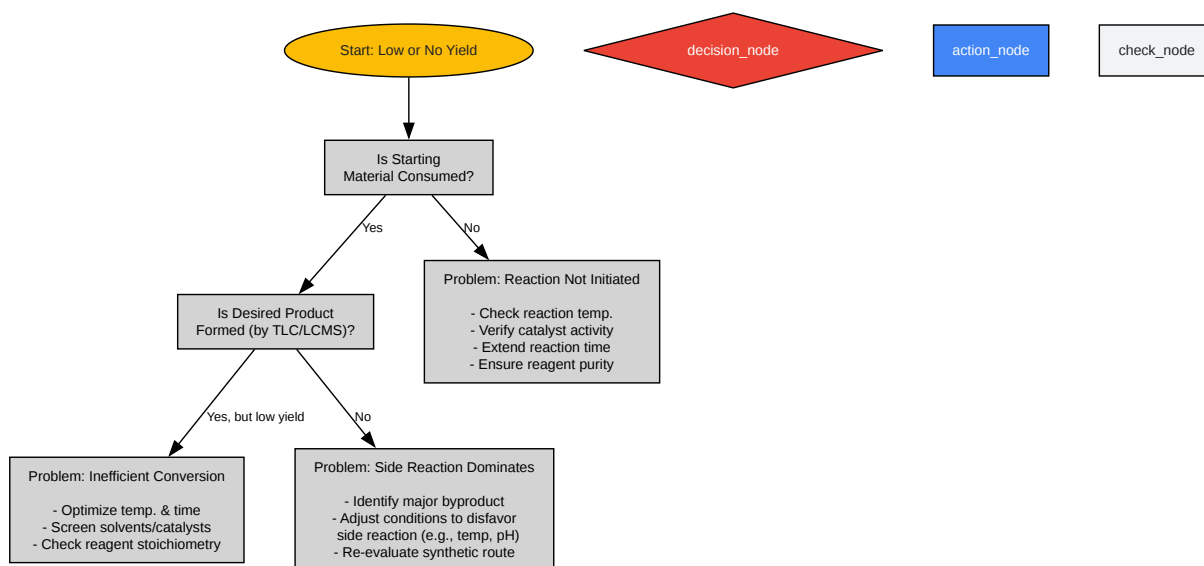 Start: Low or No Yield
decision_node
action_node
check_node
Is Starting
Material Consumed?
Yes
No
Problem: Reaction Not Initiated
- Check reaction temp.
- Verify catalyst activity
- Extend reaction time
- Ensure reagent purity
Is Desired Product
Formed (by TLC/LCMS)?
Yes, but low yield
No
Problem: Inefficient Conversion
- Optimize temp. & time
- Screen solvents/catalysts
- Check reagent stoichiometry
Problem: Side Reaction Dominates
- Identify major byproduct
- Adjust conditions to disfavor
side reaction (e.g., temp, pH)
- Re-evaluate synthetic route